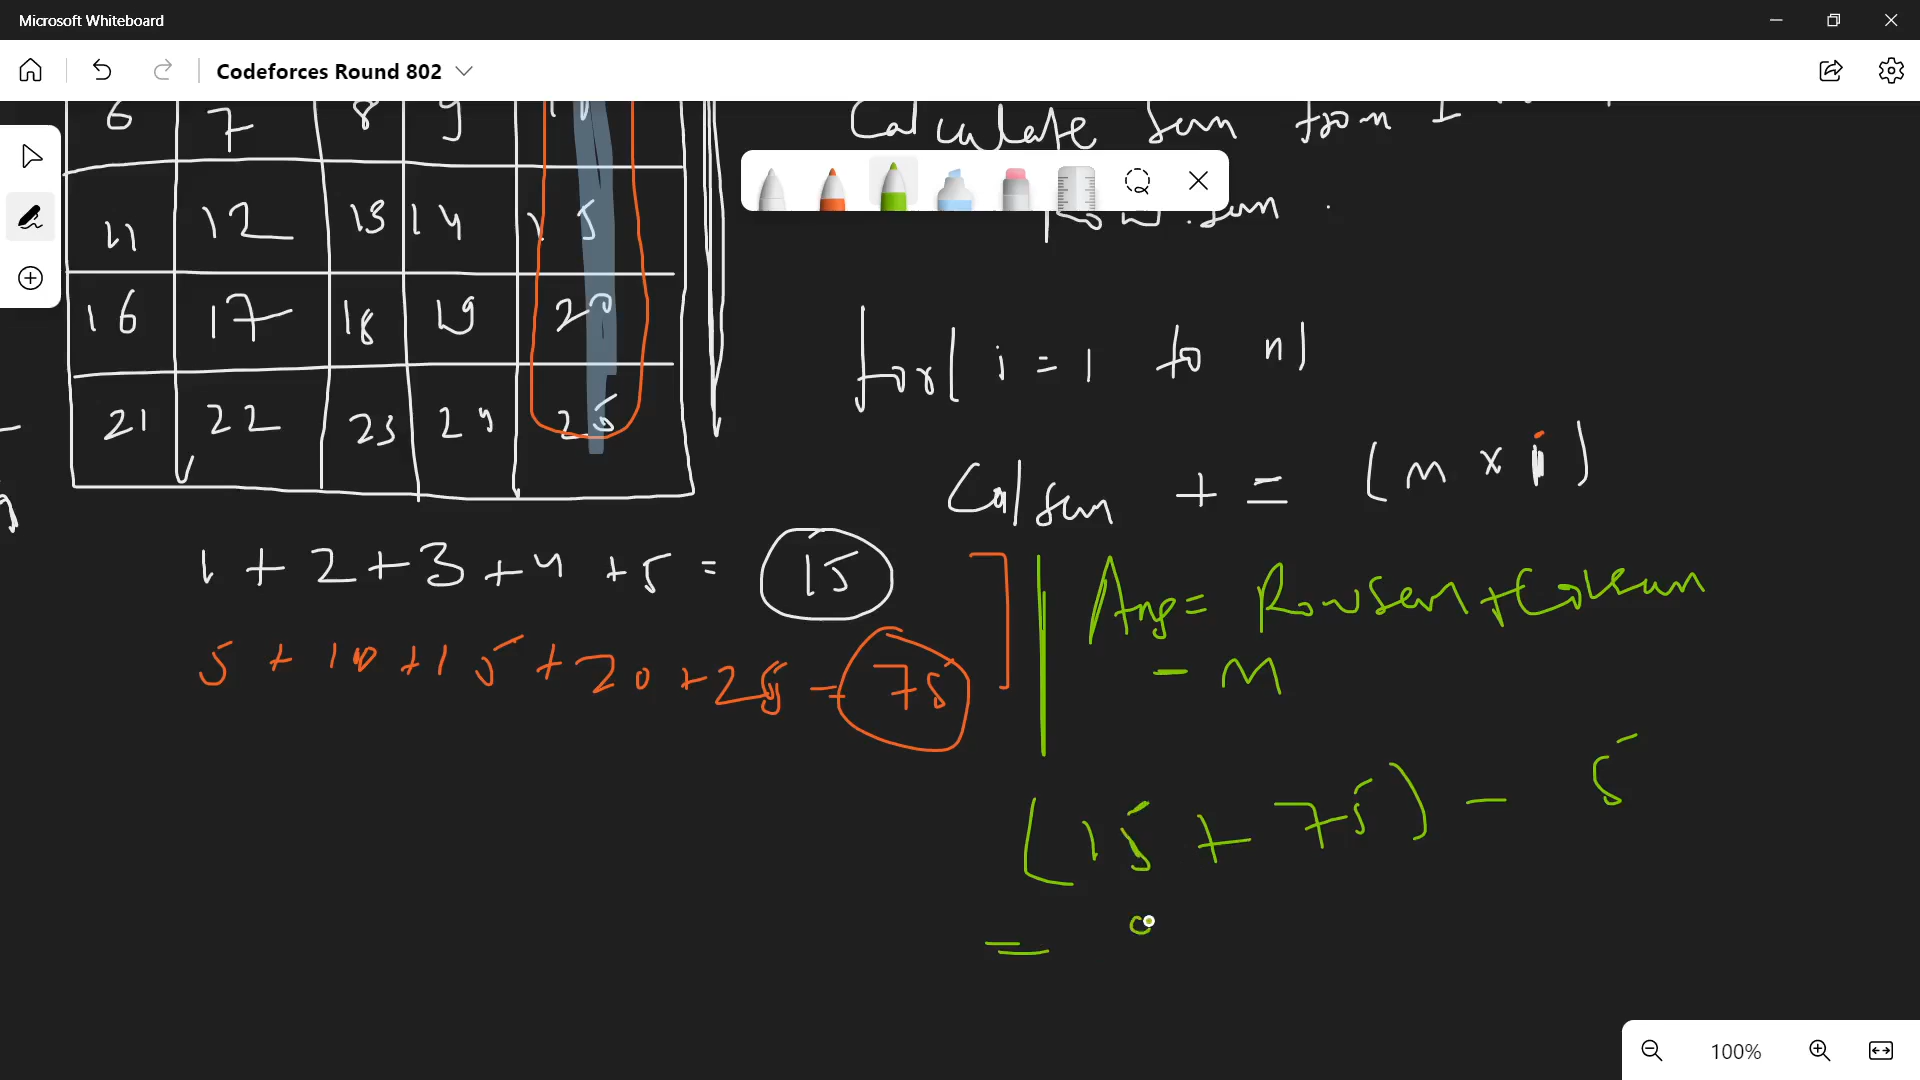 Microsoft Whiteboard
Codeforces Round 802
6 7 8 9 10
11 12 13 14 15
16 17 18 19 20
21 22 23 24 25
Calculate sum from 1
Row sum.
for( i = 1 to n)
Colsum + = (m x i)
1 + 2 + 3 + 4 + 5 = 15
5 + 10 + 15 + 20 + 25 = 75
Ans = Rowsum + Colsum
- M
(15 + 75) - 5
=
100%